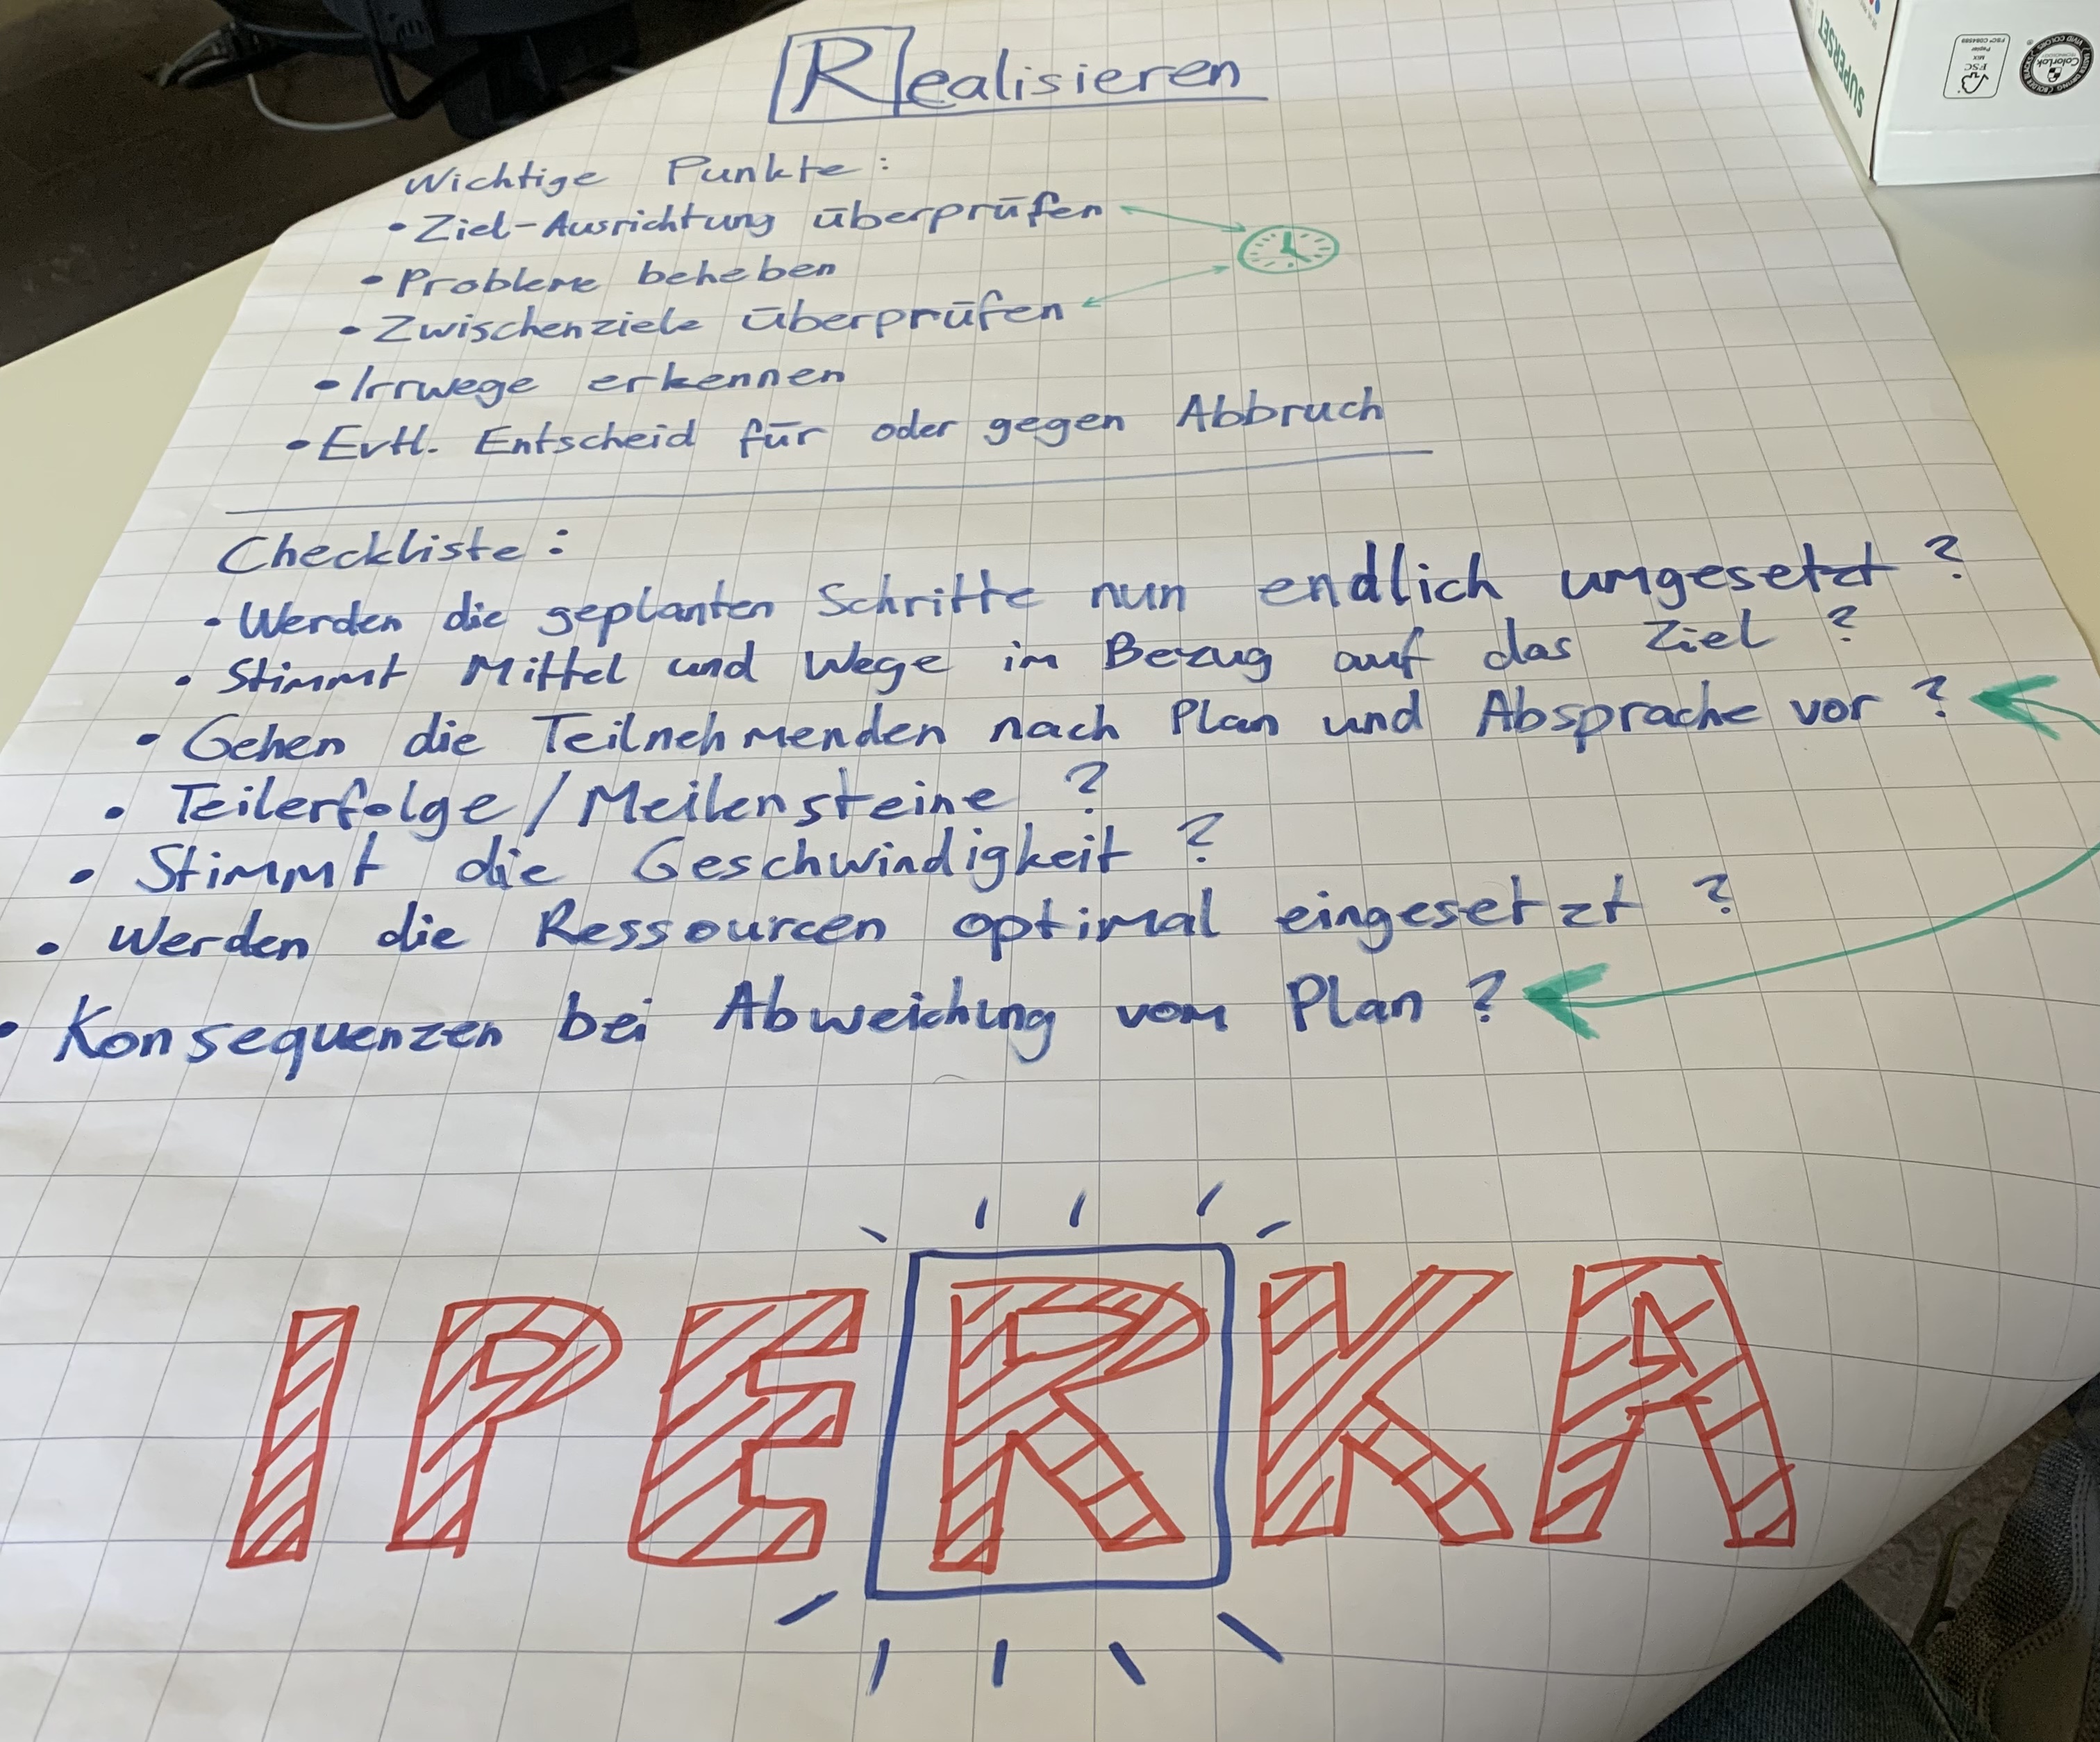 Realisieren
Wichtige Punkte:
• Ziel-Ausrichtung überprüfen
• Probleme beheben
• Zwischenziele überprüfen
• Irrwege erkennen
• Evtl. Entscheid für oder gegen Abbruch
Checkliste:
• Werden die geplanten Schritte nun endlich umgesetzt?
• Stimmt Mittel und Wege im Bezug auf das Ziel?
• Gehen die Teilnehmenden nach Plan und Absprache vor?
• Teilerfolge/Meilensteine?
• Stimmt die Geschwindigkeit?
• Werden die Ressourcen optimal eingesetzt?
• Konsequenzen bei Abweichung vom Plan?
IPERKA
SUPERSET
FSC
MIX
Papier
ColorLok